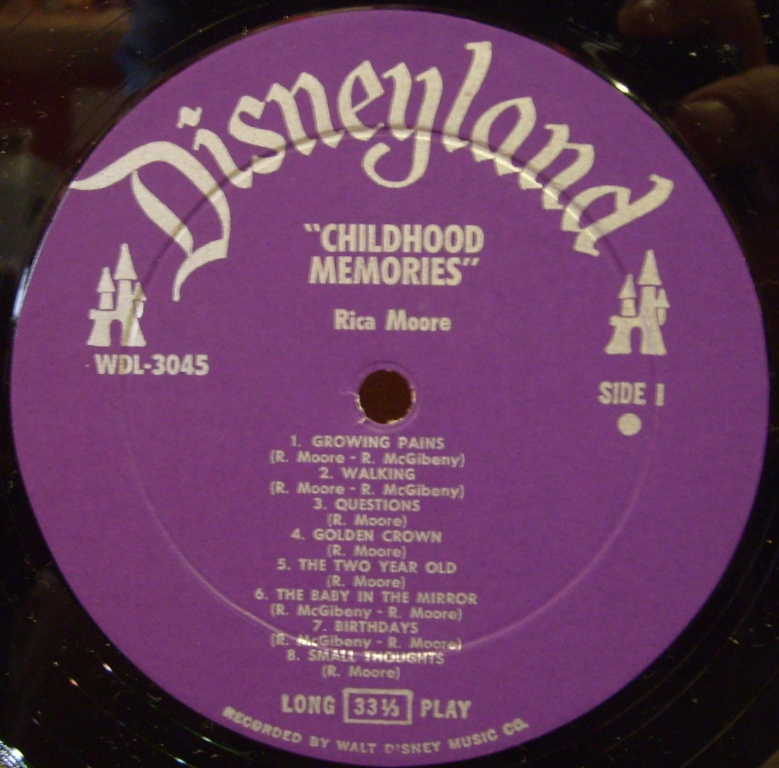 Disneyland
"CHILDHOOD
MEMORIES"
Rica Moore
WDL-3045
SIDE 1
1. GROWING PAINS
(R. Moore - R. McGibeny)
2. WALKING
(R. Moore - R. McGibeny)
3. QUESTIONS
(R. Moore)
4. GOLDEN CROWN
(R. Moore)
5. THE TWO YEAR OLD
(R. Moore)
6. THE BABY IN THE MIRROR
(R. McGibeny - R. Moore)
7. BIRTHDAYS
(R. McGibeny - R. Moore)
8. SMALL THOUGHTS
(R. Moore)
LONG 33⅓ PLAY
RECORDED BY WALT DISNEY MUSIC CO.